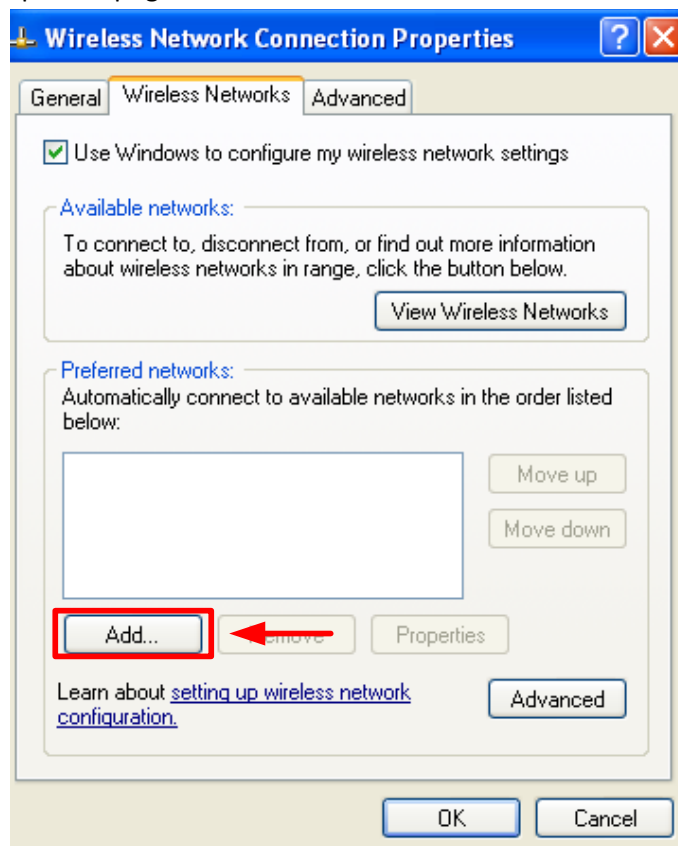 Wireless Network Connection Properties
General Wireless Networks Advanced
Use Windows to configure my wireless network settings
Available networks:
To connect to, disconnect from, or find out more information
about wireless networks in range, click the button below.
View Wireless Networks
Preferred networks:
Automatically connect to available networks in the order listed
below:
Move up
Move down
Add... Remove Properties
Learn about setting up wireless network
configuration.
Advanced
OK Cancel